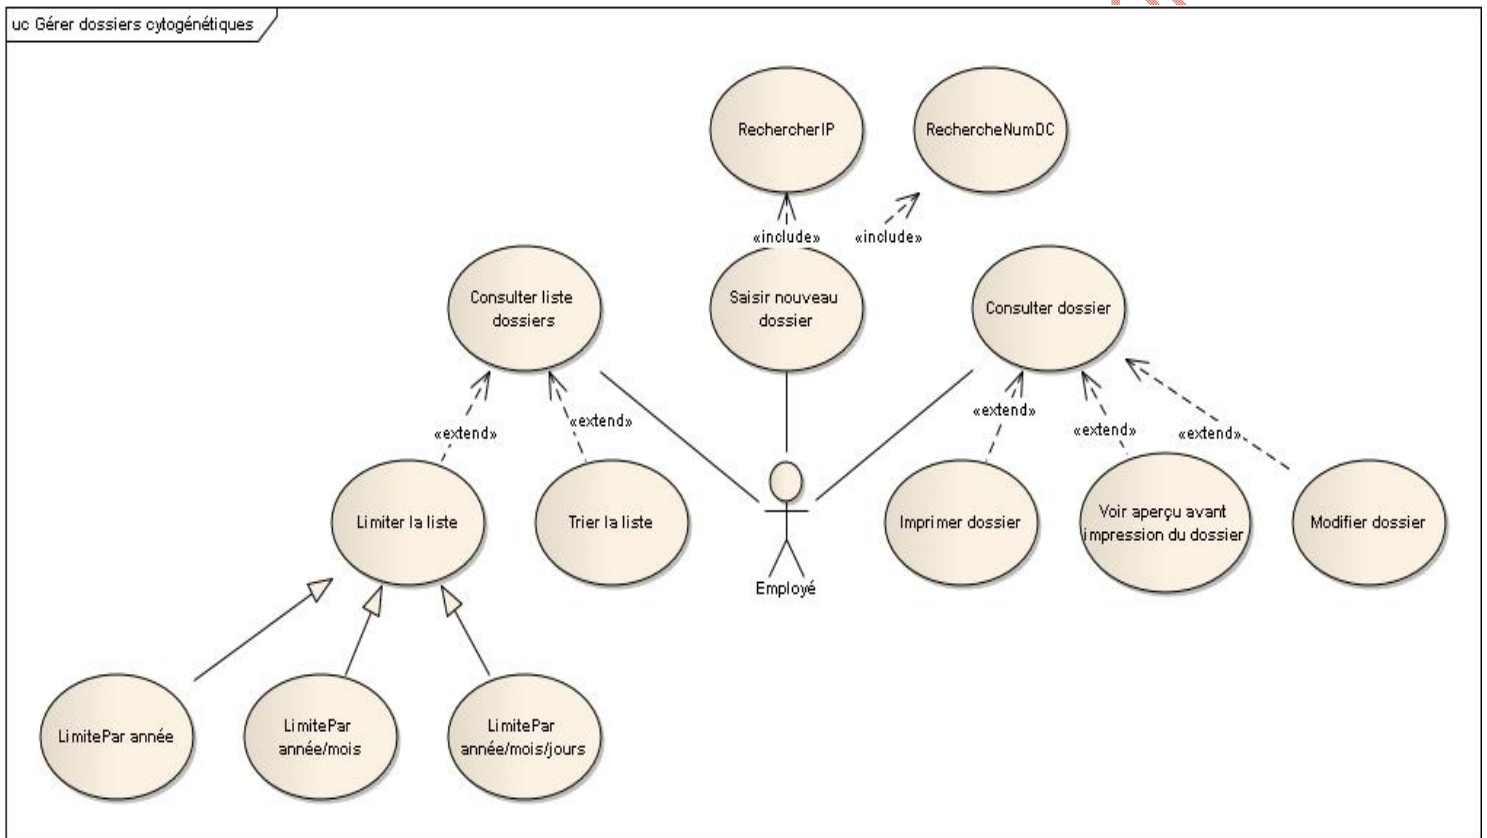 uc Gérer dossiers cytogénétiques
RechercherIP
RechercheNumDC
«include»
«include»
Consulter liste
dossiers
Saisir nouveau
dossier
Consulter dossier
«extend»
«extend»
«extend»
«extend»
«extend»
Limiter la liste
Trier la liste
Employé
Imprimer dossier
Voir aperçu avant
impression du dossier
Modifier dossier
LimitePar année
LimitePar
année/mois
LimitePar
année/mois/jours